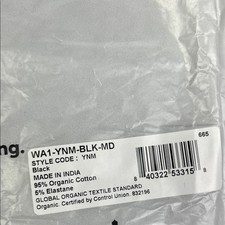 665
ng.
WA1-YNM-BLK-MD
STYLE CODE : YNM
Black
MADE IN INDIA
95% Organic Cotton
5% Elastane
GLOBAL ORGANIC TEXTILE STANDARD
Organic. Certified by Control Union. 832196
8 40322 53315 8